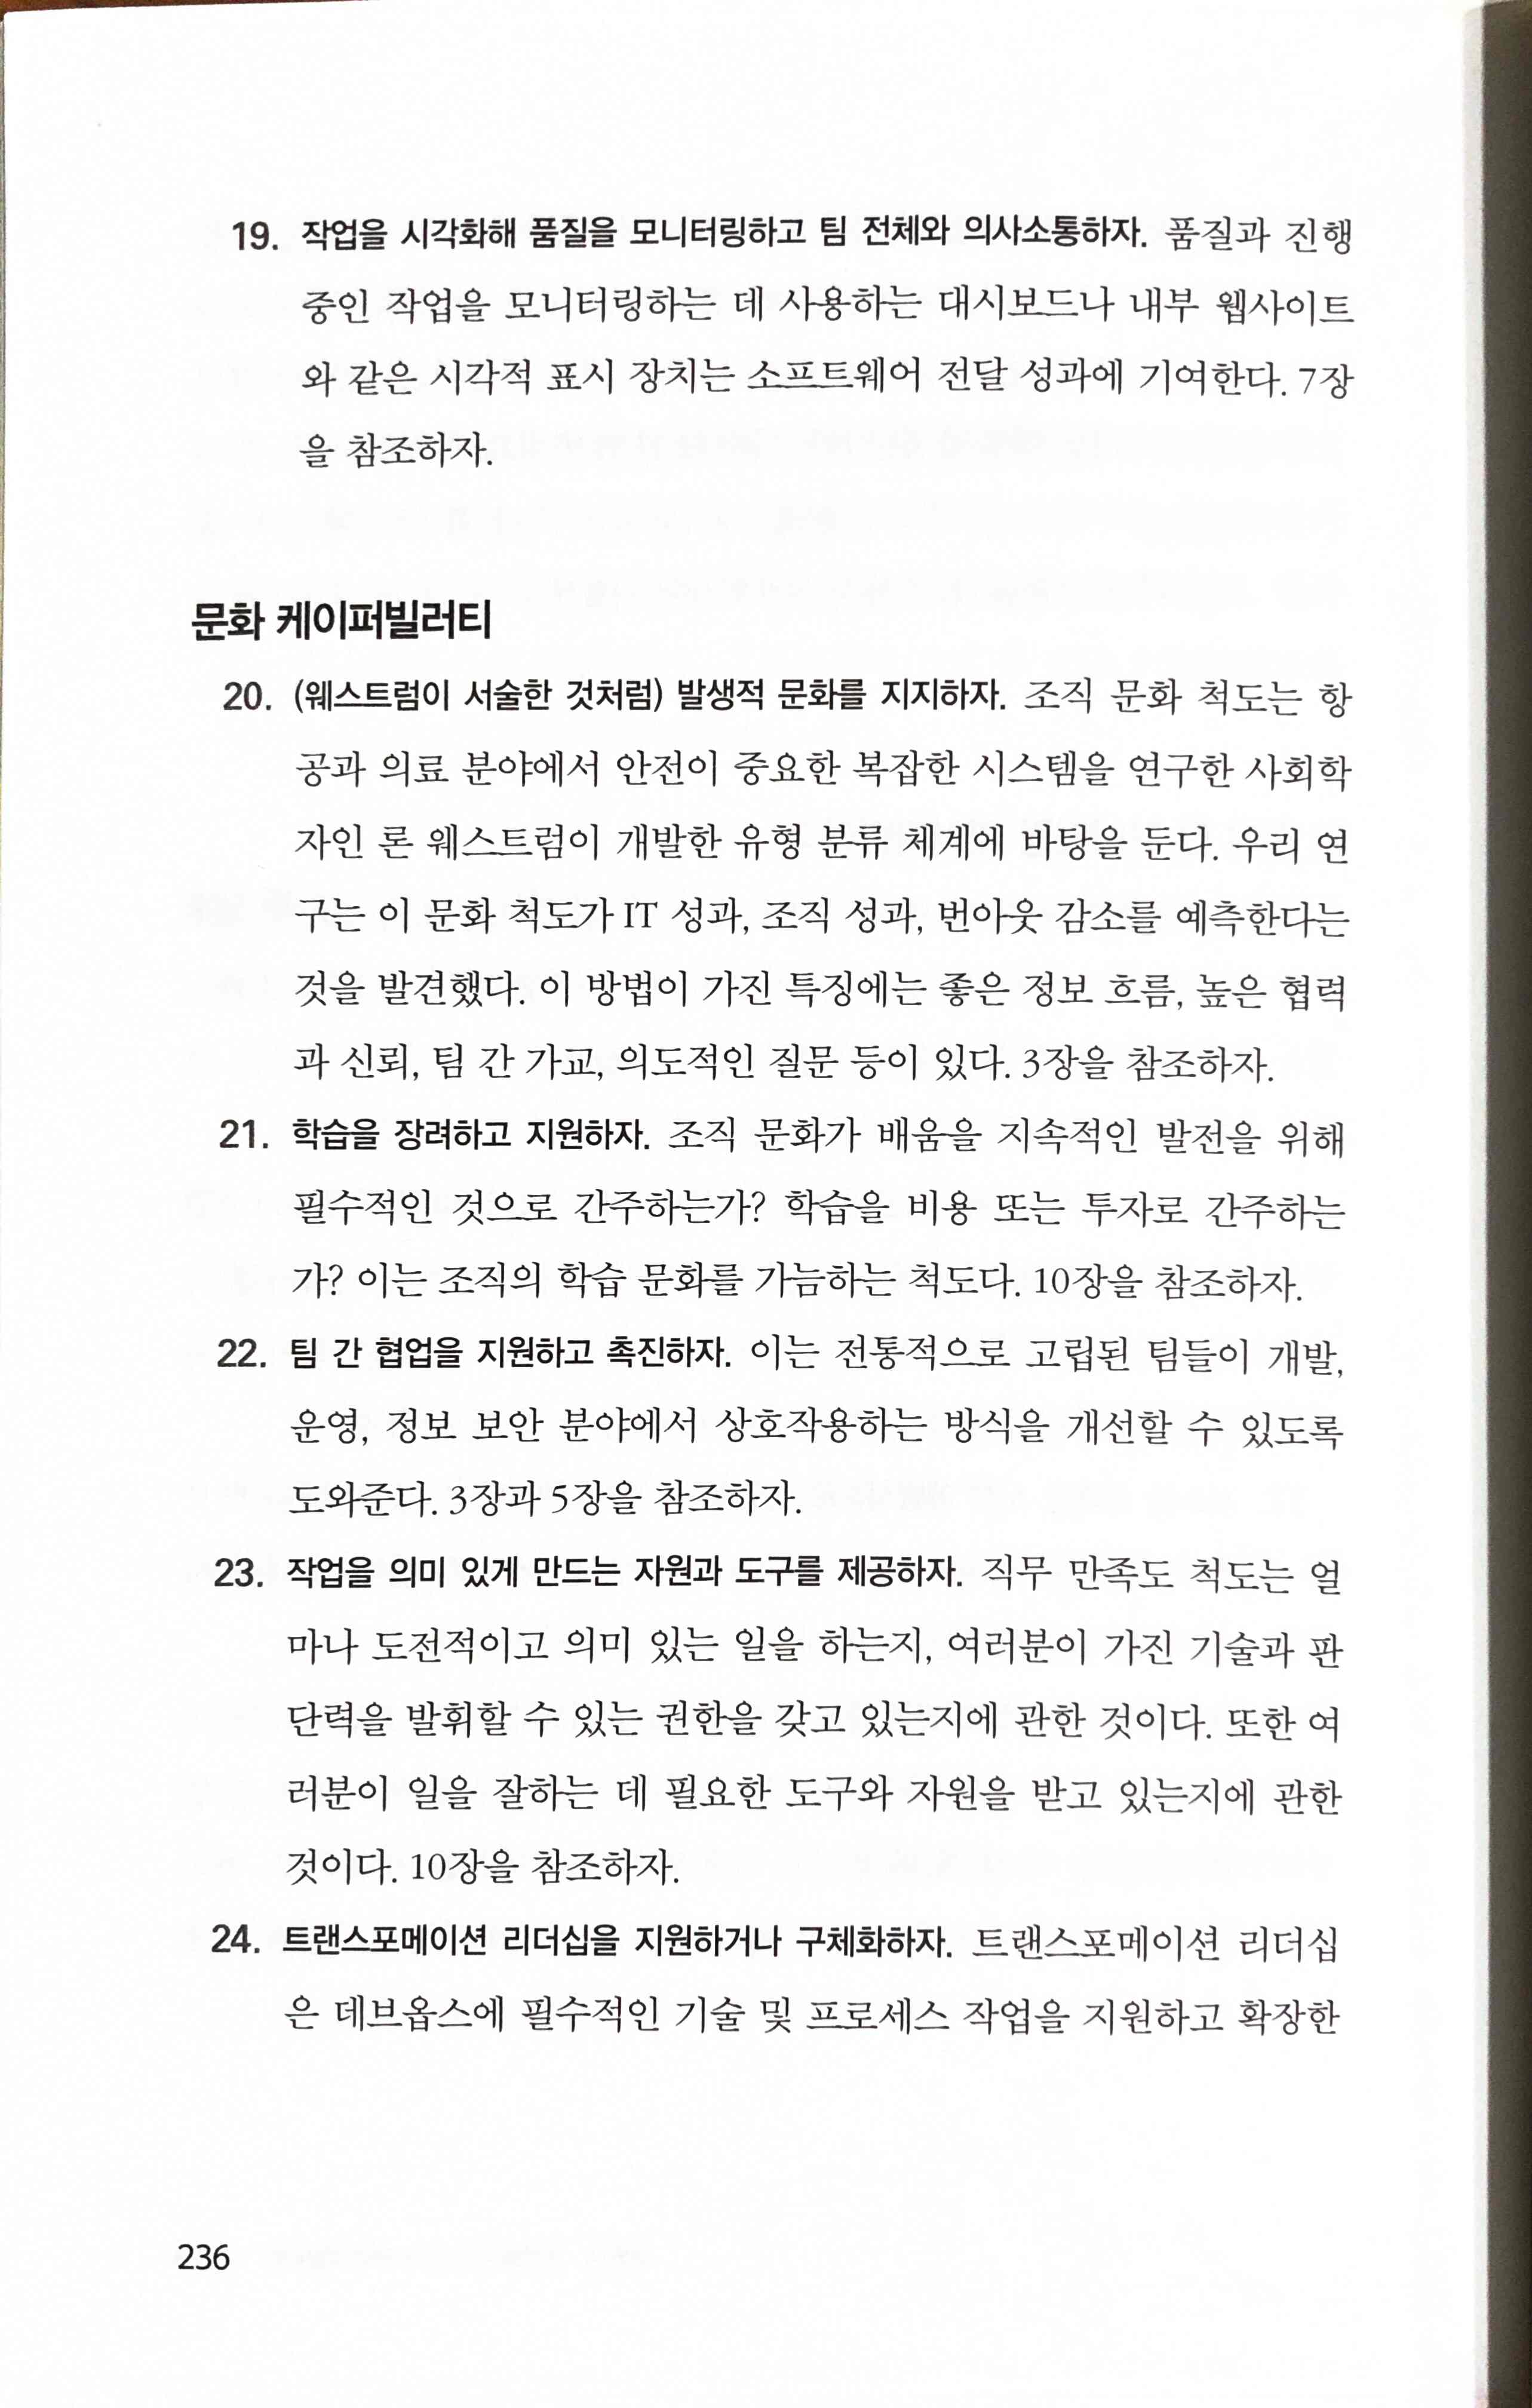 19. 작업을 시각화해 품질을 모니터링하고 팀 전체와 의사소통하자. 품질과 진행
중인 작업을 모니터링하는 데 사용하는 대시보드나 내부 웹사이트
와 같은 시각적 표시 장치는 소프트웨어 전달 성과에 기여한다. 7장
을 참조하자.
문화 케이퍼빌러티
20. (웨스트럼이 서술한 것처럼) 발생적 문화를 지지하자. 조직 문화 척도는 항
공과 의료 분야에서 안전이 중요한 복잡한 시스템을 연구한 사회학
자인 론 웨스트럼이 개발한 유형 분류 체계에 바탕을 둔다. 우리 연
구는 이 문화 척도가 IT 성과, 조직 성과, 번아웃 감소를 예측한다는
것을 발견했다. 이 방법이 가진 특징에는 좋은 정보 흐름, 높은 협력
과 신뢰, 팀 간 가교, 의도적인 질문 등이 있다. 3장을 참조하자.
21. 학습을 장려하고 지원하자. 조직 문화가 배움을 지속적인 발전을 위해
필수적인 것으로 간주하는가? 학습을 비용 또는 투자로 간주하는
가? 이는 조직의 학습 문화를 가늠하는 척도다. 10장을 참조하자.
22. 팀 간 협업을 지원하고 촉진하자. 이는 전통적으로 고립된 팀들이 개발,
운영, 정보 보안 분야에서 상호작용하는 방식을 개선할 수 있도록
도와준다. 3장과 5장을 참조하자.
23. 작업을 의미 있게 만드는 자원과 도구를 제공하자. 직무 만족도 척도는 얼
마나 도전적이고 의미 있는 일을 하는지, 여러분이 가진 기술과 판
단력을 발휘할 수 있는 권한을 갖고 있는지에 관한 것이다. 또한 여
러분이 일을 잘하는 데 필요한 도구와 자원을 받고 있는지에 관한
것이다. 10장을 참조하자.
24. 트랜스포메이션 리더십을 지원하거나 구체화하자. 트랜스포메이션 리더십
은 데브옵스에 필수적인 기술 및 프로세스 작업을 지원하고 확장한
236